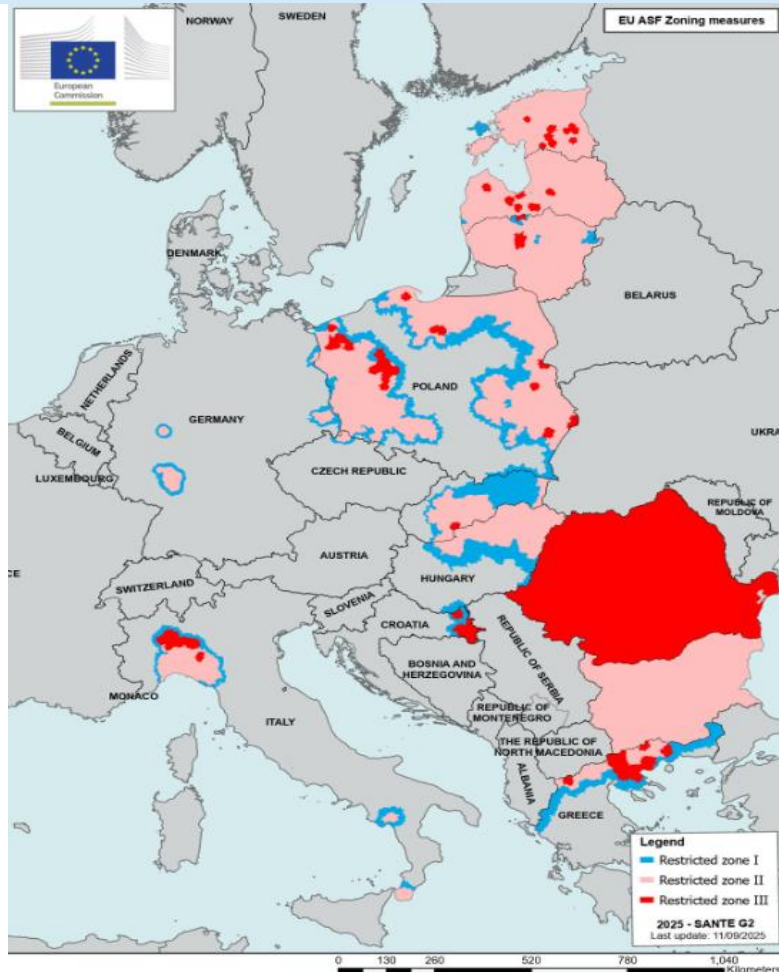 NORWAY
SWEDEN
EU ASF Zoning measures
European
Commission
DENMARK
BELARUS
NETHERLANDS
POLAND
GERMANY
BELGIUM
UKRA
LUXEMBOURG
CZECH REPUBLIC
REPUBLIC OF
MOLDOVA
AUSTRIA
CE
SWITZERLAND
HUNGARY
SLOVENIA
CROATIA
REPUBLIC OF SERBIA
BOSNIA AND
HERZEGOVINA
MONACO
ITALY
REPUBLIC OF
MONTENEGRO
THE REPUBLIC OF
NORTH MACEDONIA
ALBANIA
GREECE
Legend
Restricted zone I
Restricted zone II
Restricted zone III
2025 - SANTE G2
Last update: 11/09/2025
0 130 260 520 780 1,040
Kilometers